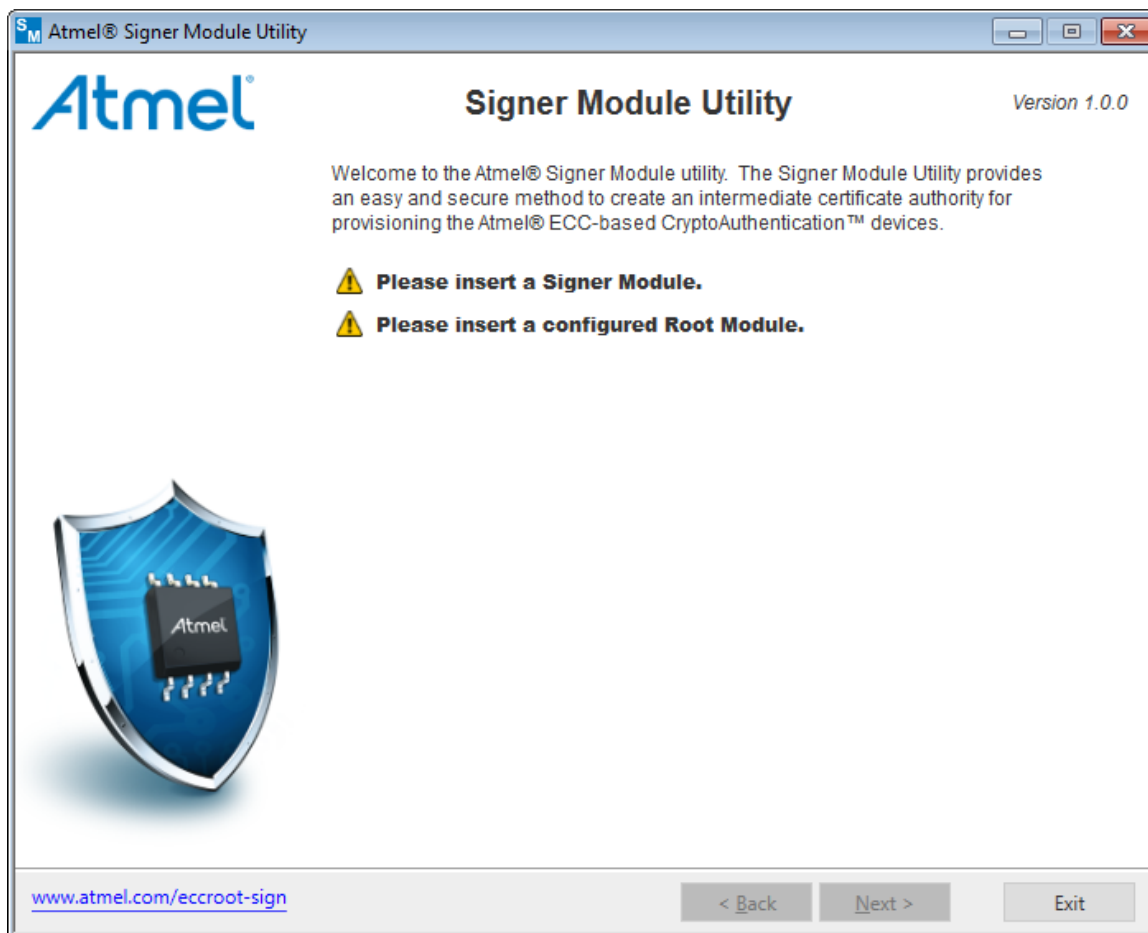 SM Atmel® Signer Module Utility
Atmel®
Signer Module Utility
Version 1.0.0
Welcome to the Atmel® Signer Module utility. The Signer Module Utility provides
an easy and secure method to create an intermediate certificate authority for
provisioning the Atmel® ECC-based CryptoAuthentication™ devices.
Please insert a Signer Module.
Please insert a configured Root Module.
Atmel
www.atmel.com/eccroot-sign
< Back
Next >
Exit